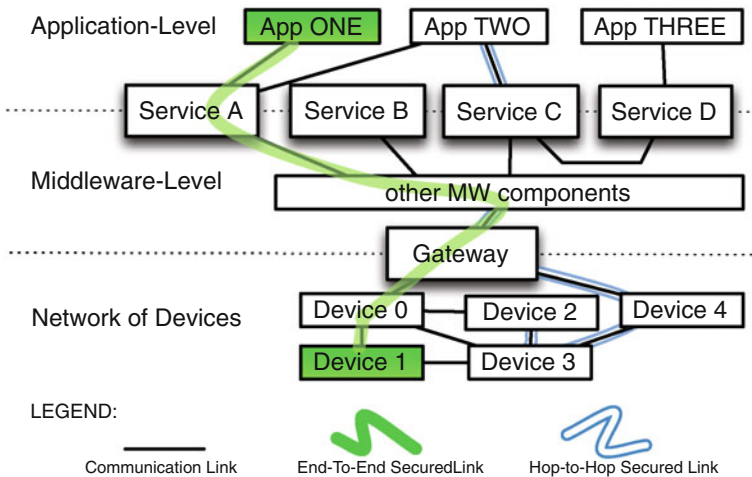 Application-Level
App ONE
App TWO
App THREE
Service A
Service B
Service C
Service D
Middleware-Level
other MW components
Gateway
Network of Devices
Device 0
Device 2
Device 4
Device 1
Device 3
LEGEND:
Communication Link
End-To-End SecuredLink
Hop-to-Hop Secured Link